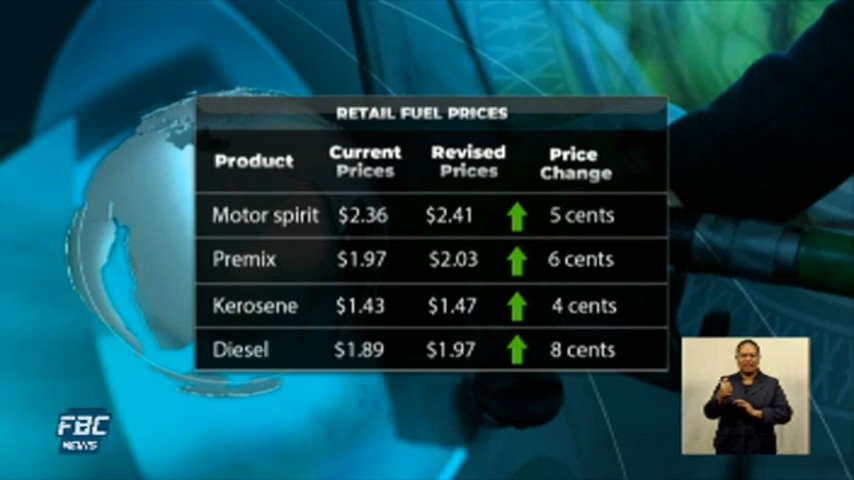 RETAIL FUEL PRICES
Product Current Prices Revised Prices Price Change
Motor spirit $2.36 $2.41 5 cents
Premix $1.97 $2.03 6 cents
Kerosene $1.43 $1.47 4 cents
Diesel $1.89 $1.97 8 cents
FBC
NEWS